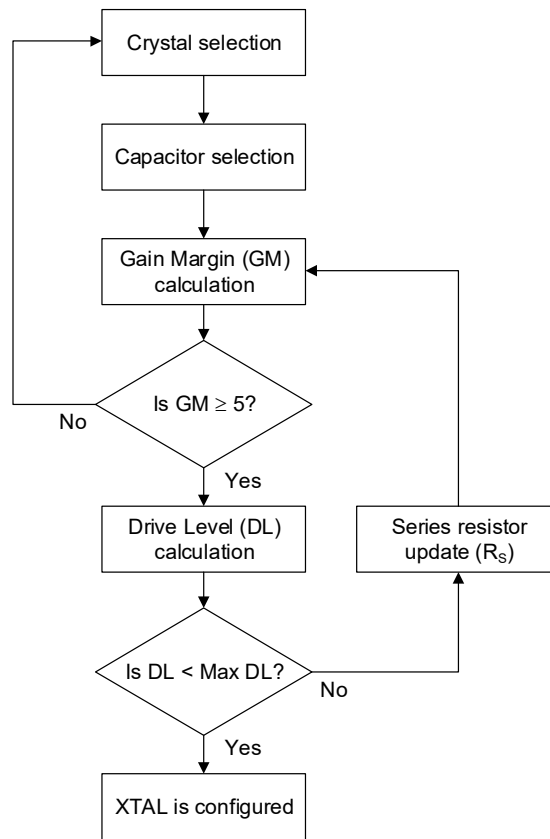 Crystal selection
Capacitor selection
Gain Margin (GM)
calculation
Is GM ≥ 5?
No
Yes
Drive Level (DL)
calculation
Series resistor
update (Rs)
Is DL < Max DL?
No
Yes
XTAL is configured